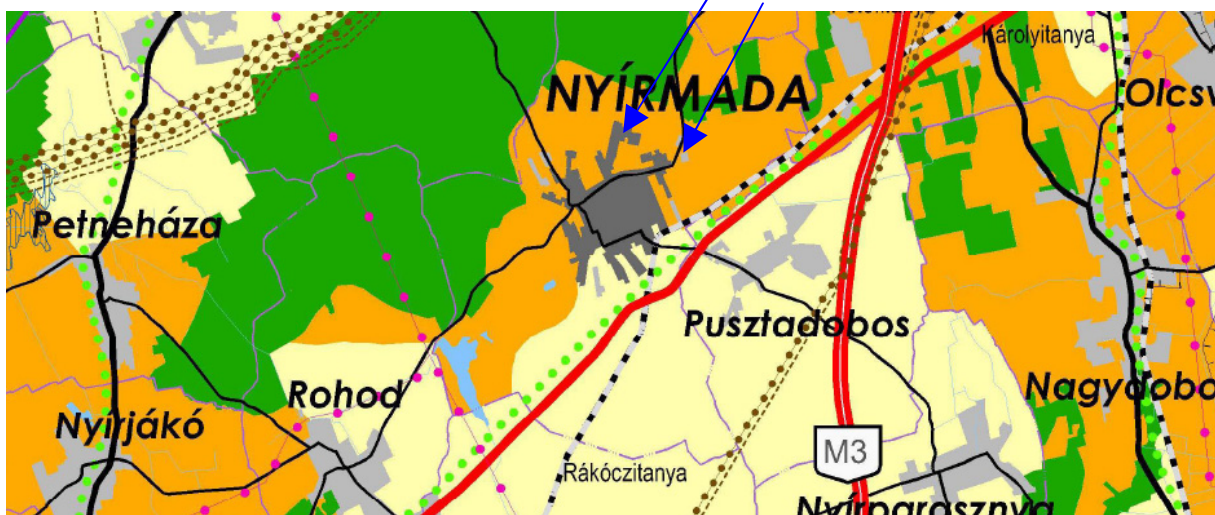 Károlyitanya
NYÍRMADA
Olcsv
Petneháza
Pusztadobos
Rohod
Nagydobo
Nyírjákó
M3
Rákóczitanya
Nyírparasznya